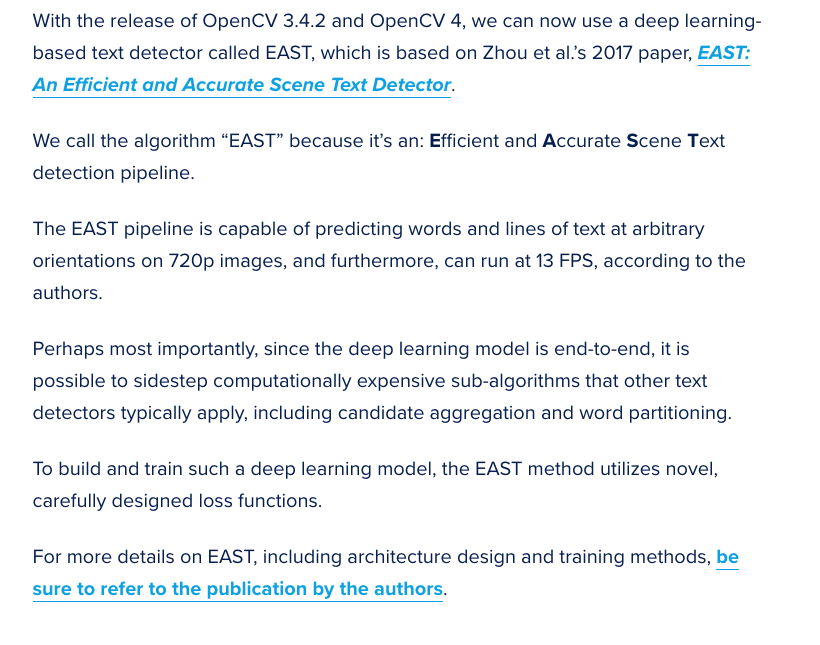 With the release of OpenCV 3.4.2 and OpenCV 4, we can now use a deep learning-
based text detector called EAST, which is based on Zhou et al.’s 2017 paper, EAST:
An Efficient and Accurate Scene Text Detector.
We call the algorithm “EAST” because it’s an: Efficient and Accurate Scene Text
detection pipeline.
The EAST pipeline is capable of predicting words and lines of text at arbitrary
orientations on 720p images, and furthermore, can run at 13 FPS, according to the
authors.
Perhaps most importantly, since the deep learning model is end-to-end, it is
possible to sidestep computationally expensive sub-algorithms that other text
detectors typically apply, including candidate aggregation and word partitioning.
To build and train such a deep learning model, the EAST method utilizes novel,
carefully designed loss functions.
For more details on EAST, including architecture design and training methods, be
sure to refer to the publication by the authors.